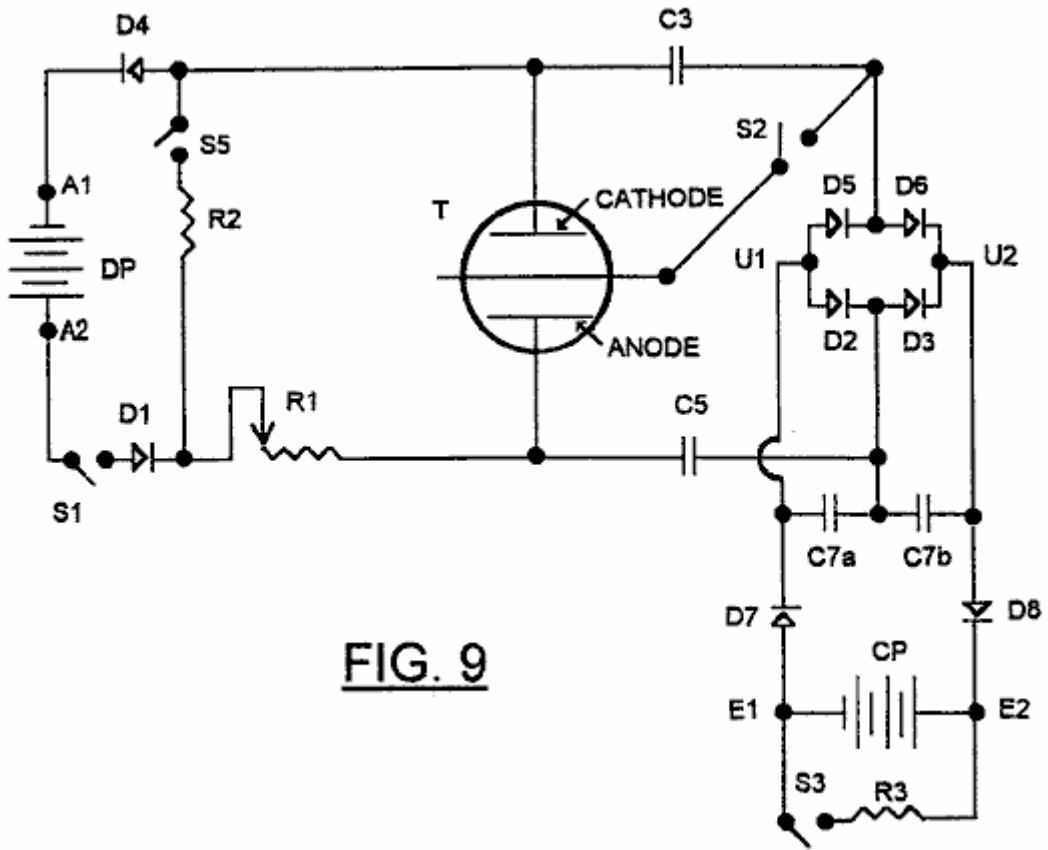 D4
C3
S5
S2
A1
R2
T
CATHODE
D5
D6
DP
U1
U2
A2
ANODE
D2
D3
D1
R1
C5
S1
C7a
C7b
D7
D8
FIG. 9
CP
E1
E2
S3
R3